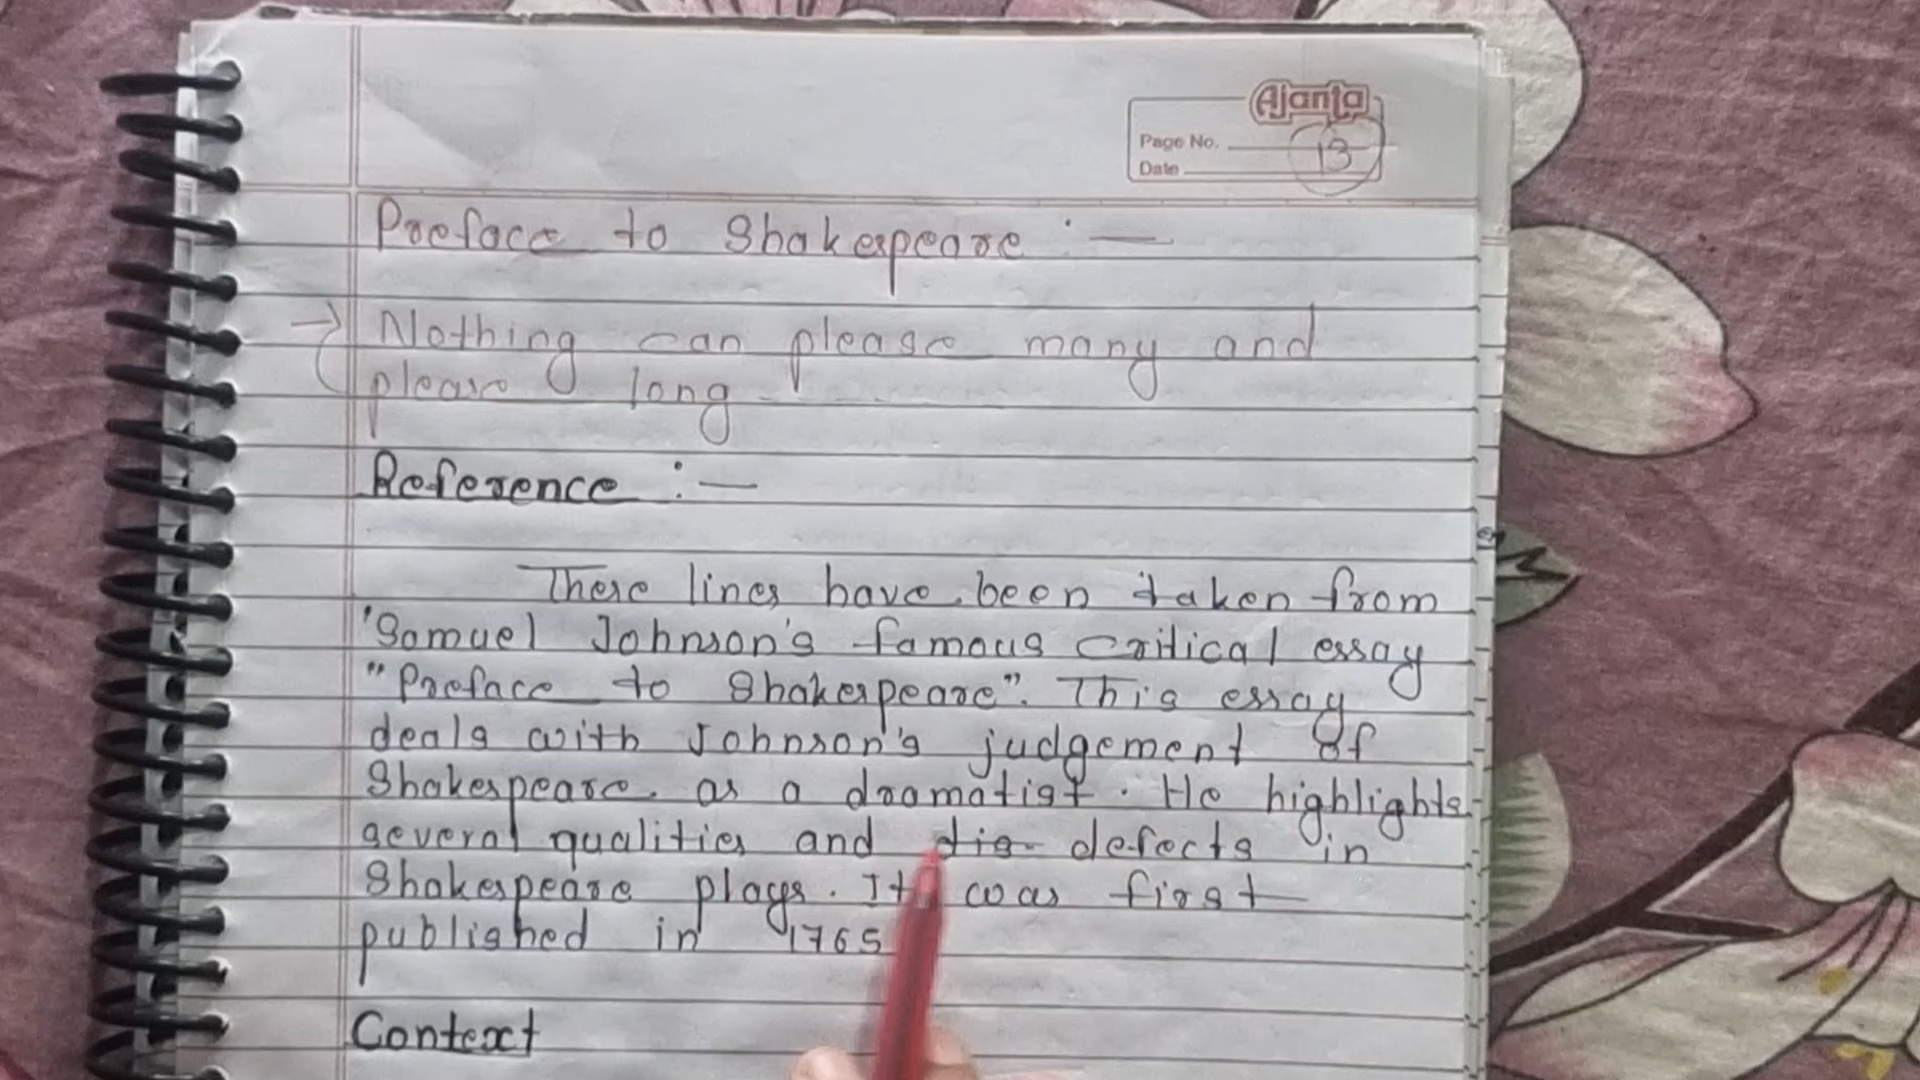 Ajanta
Page No. 13
Date
Preface to Shakespeare :—
→ Nothing can please many and
please long
Reference :—
These lines have been taken from
'Samuel Johnson's famous critical essay
"Preface to Shakespeare". This essay
deals with Johnson's judgement of
Shakespeare as a dramatist. He highlights
several qualities and dis defects in
Shakespeare plays. It was first
published in 1765
Context